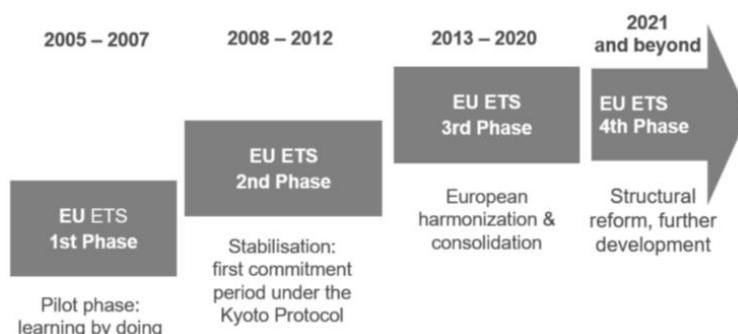 2005 – 2007
2008 – 2012
2013 – 2020
2021
and beyond
EU ETS
1st Phase
EU ETS
2nd Phase
EU ETS
3rd Phase
EU ETS
4th Phase
Pilot phase:
learning by doing
Stabilisation:
first commitment
period under the
Kyoto Protocol
European
harmonization &
consolidation
Structural
reform, further
development